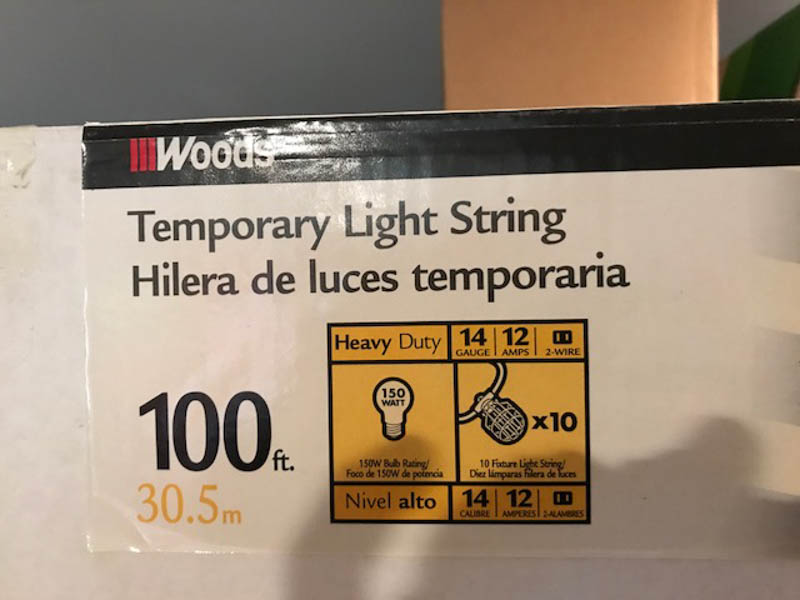 Woods
Temporary Light String
Hilera de luces temporaria
100ft.
30.5m
Heavy Duty
14 GAUGE
12 AMPS
2-WIRE
150 WATT
150W Bulb Rating/
Foco de 150W de potencia
x10
10 Fixture Light String/
Diez lámparas hilera de luces
Nivel alto
14 CALIBRE
12 AMPERES
2-ALAMBRES